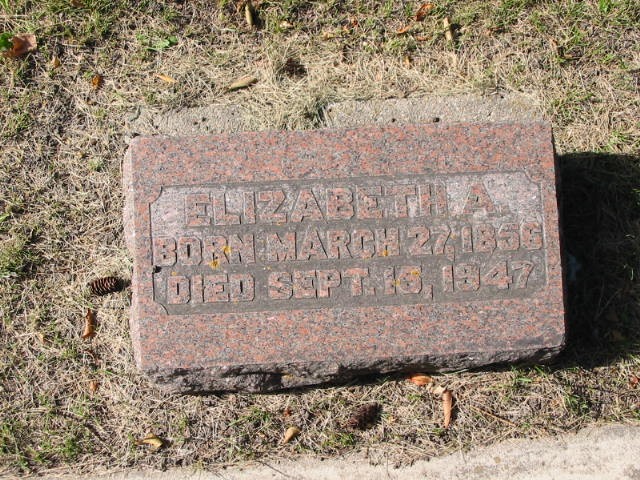 ELIZABETH A.
BORN MARCH 27, 1856
DIED SEPT. 15, 1947